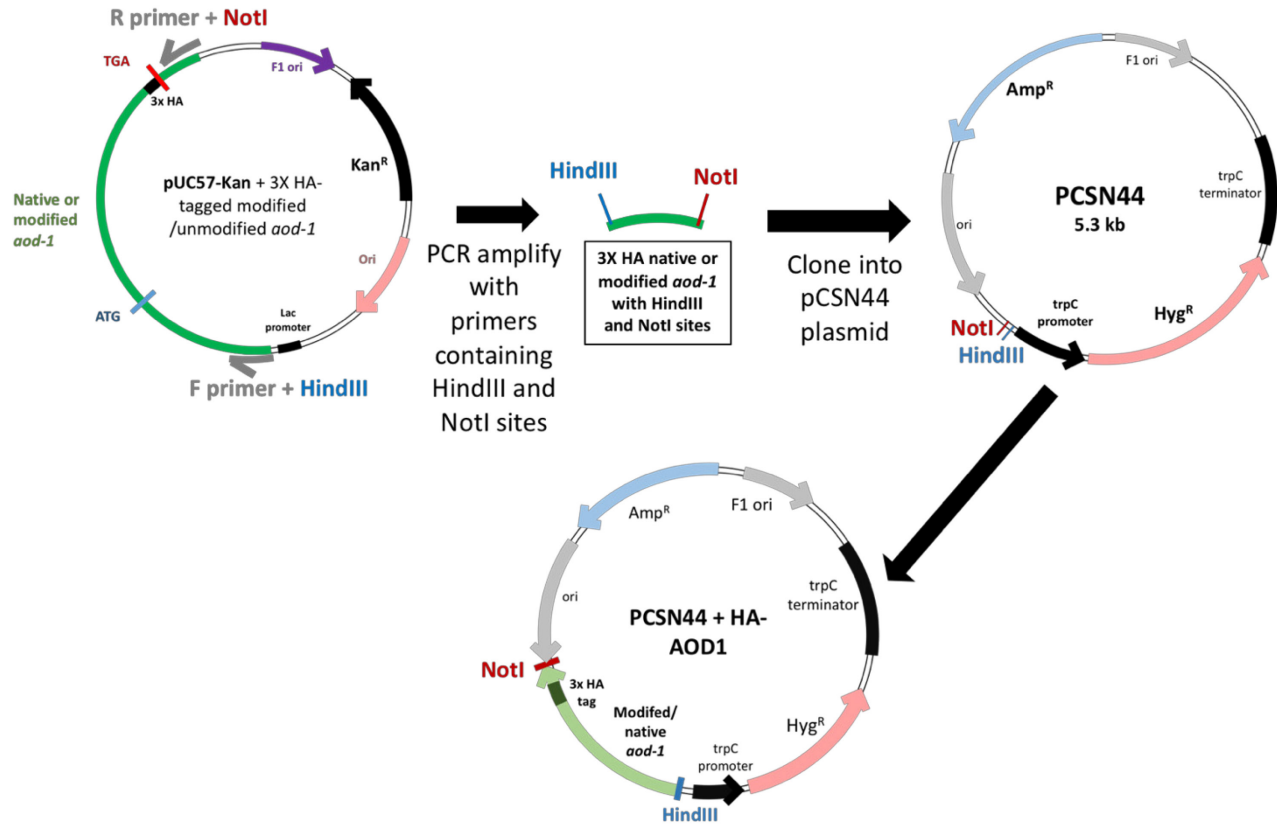 R primer + NotI
TGA
3x HA
F1 ori
Kan^R
pUC57-Kan + 3X HA-
tagged modified
/unmodified aod-1
Native or
modified
aod-1
Ori
ATG
Lac
promoter
F primer + HindIII
PCR amplify
with
primers
containing
HindIII and
NotI sites
HindIII
NotI
3X HA native or
modified aod-1
with HindIII
and NotI sites
Clone into
pCSN44
plasmid
F1 ori
Amp^R
trpC
terminator
PCSN44
5.3 kb
ori
trpC
promoter
Hyg^R
NotI
HindIII
Amp^R
F1 ori
trpC
terminator
ori
PCSN44 + HA-
AOD1
NotI
3x HA
tag
Modifed/
native
aod-1
trpC
promoter
Hyg^R
HindIII